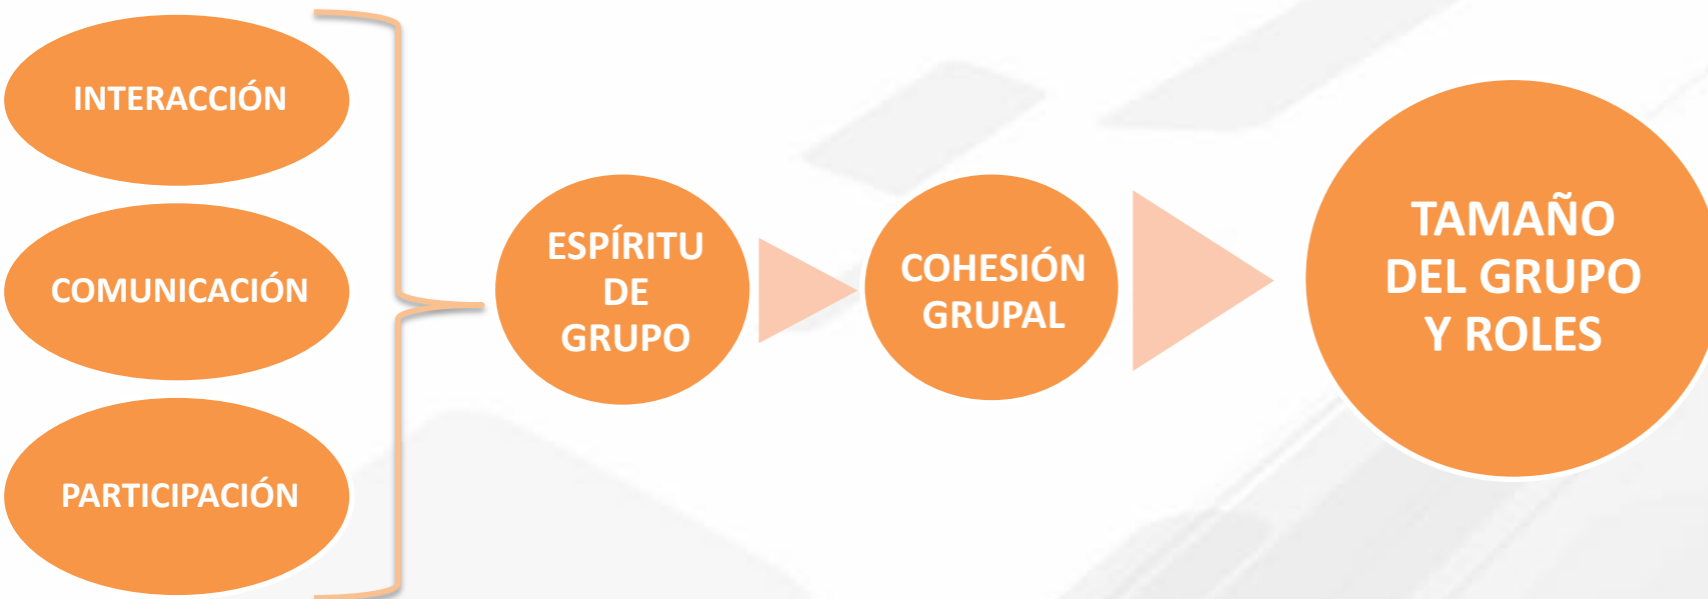 INTERACCIÓN
COMUNICACIÓN
PARTICIPACIÓN
ESPÍRITU
DE
GRUPO
COHESIÓN
GRUPAL
TAMAÑO
DEL GRUPO
Y ROLES